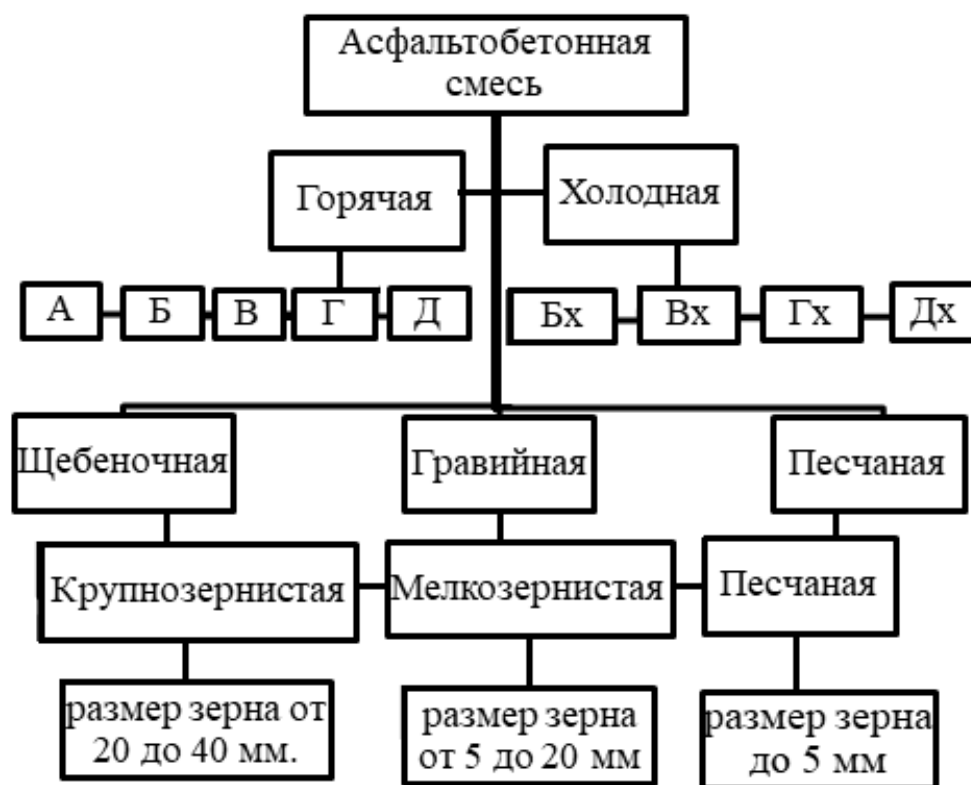 Асфальтобетонная
смесь
Горячая
Холодная
А Б В Г Д Бх Вх Гх Дх
Щебеночная Гравийная Песчаная
Крупнозернистая Мелкозернистая Песчаная
размер зерна от
20 до 40 мм.
размер зерна
от 5 до 20 мм
размер зерна
до 5 мм